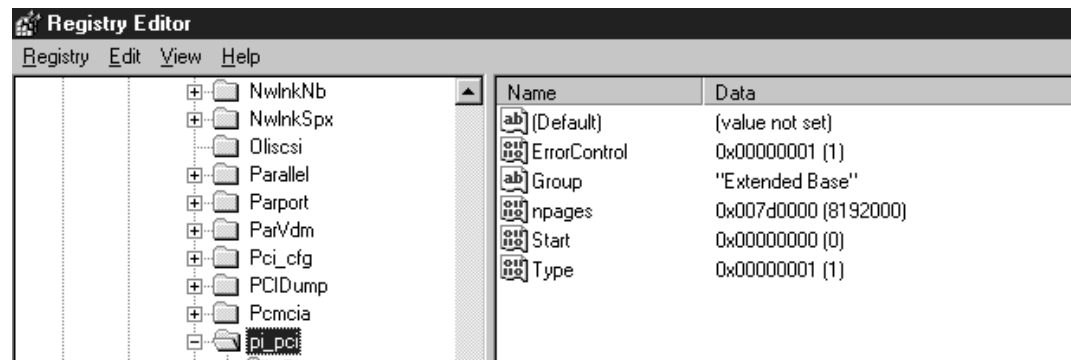 Registry Editor
Registry Edit View Help
NwlnkNb
NwlnkSpx
Oliscsi
Parallel
Parport
ParVdm
Pci_cfg
PCIDump
Pcmcia
pi_pci
Name Data
(Default) (value not set)
ErrorControl 0x00000001 (1)
Group "Extended Base"
npages 0x007d0000 (8192000)
Start 0x00000000 (0)
Type 0x00000001 (1)